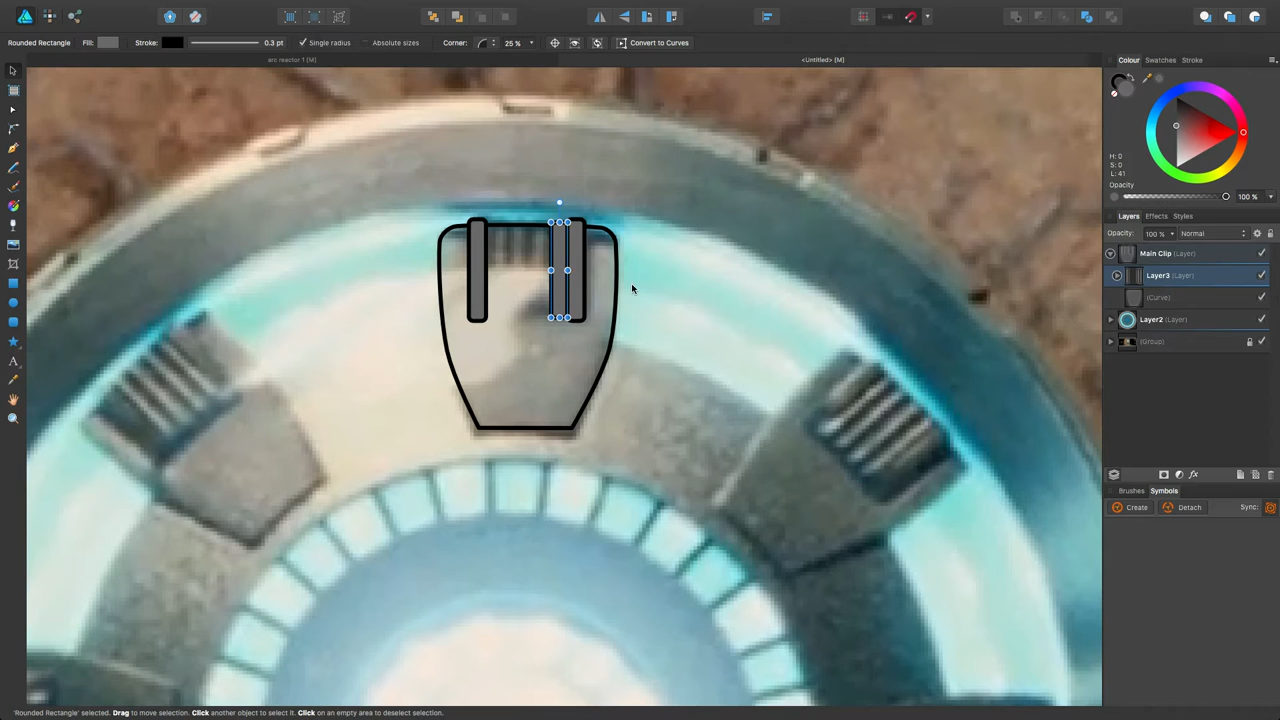 Rounded Rectangle Fill: Stroke: 0.3 pt Single radius Absolute sizes Corner: 25 % Convert to Curves
arc reactor 1 [M] <Untitled> [M]
Colour Swatches Stroke
H: 0
S: 0
L: 41
Opacity
100 %
Layers Effects Styles
Opacity: 100 % Normal
Main Clip (Layer)
Layer3 (Layer)
(Curve)
Layer2 (Layer)
(Group)
Brushes Symbols
Create Detach Sync:
'Rounded Rectangle' selected. Drag to move selection. Click another object to select it. Click on an empty area to deselect selection.